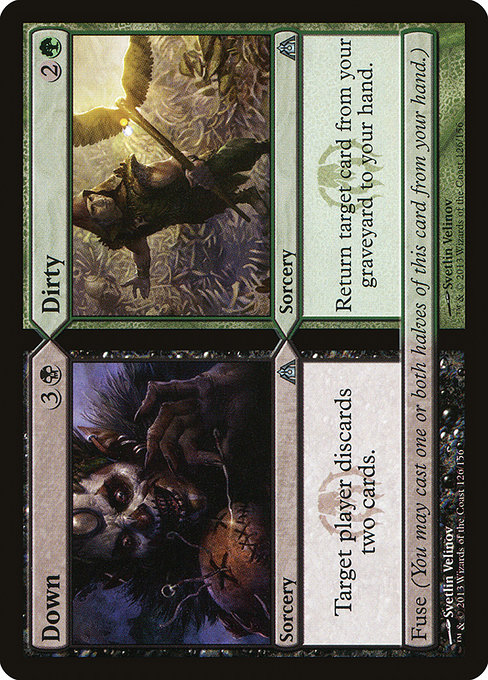 Down 3
Sorcery
Target player discards
two cards.
Svetlin Velinov
™ & © 2013 Wizards of the Coast 126/156
Dirty 2
Sorcery
Return target card from your
graveyard to your hand.
Svetlin Velinov
™ & © 2013 Wizards of the Coast 126/156
Fuse (You may cast one or both halves of this card from your hand.)